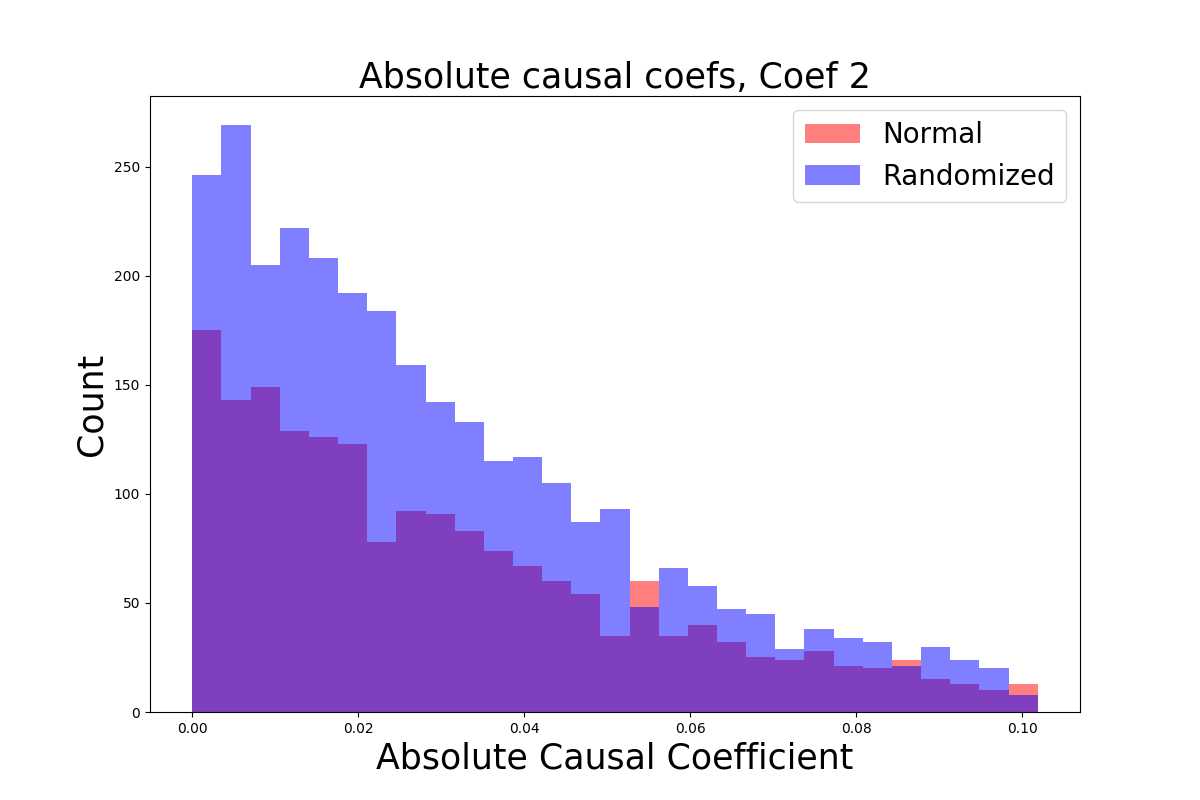 Absolute causal coefs, Coef 2
Normal
Randomized
250
200
150
100
50
0
Count
0.00 0.02 0.04 0.06 0.08 0.10
Absolute Causal Coefficient